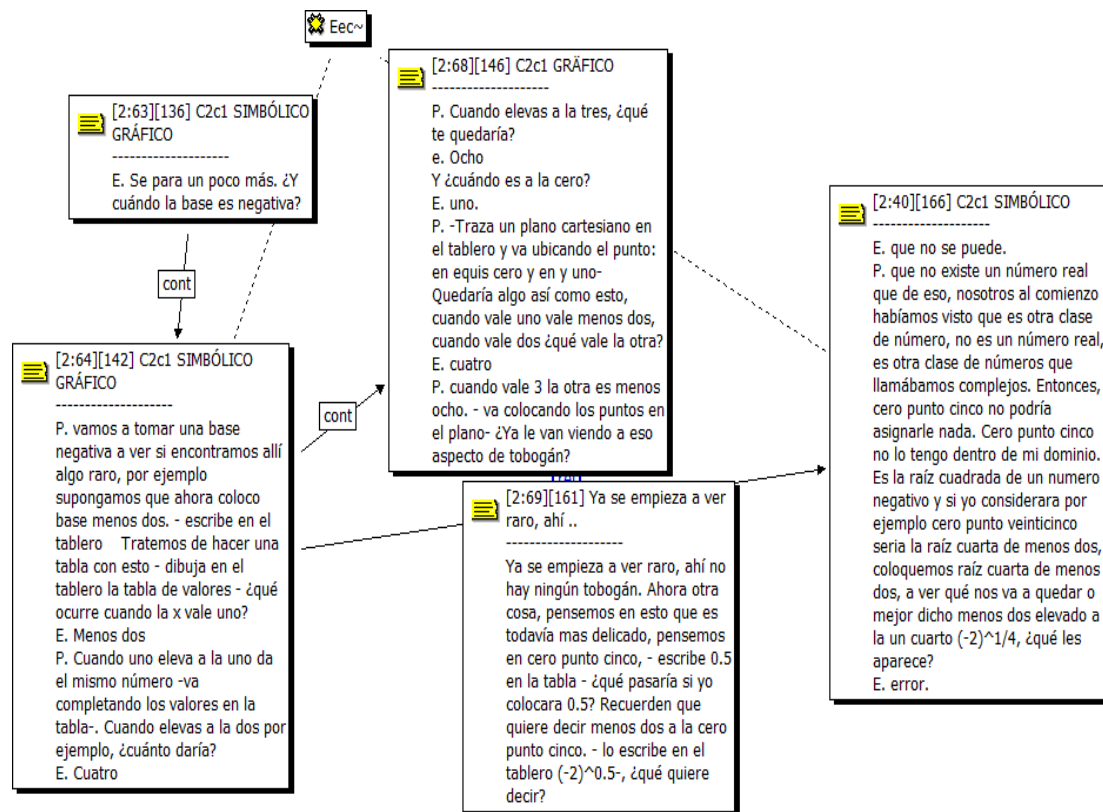 Eec~
[2:63][136] C2c1 SIMBÓLICO
GRÁFICO
--------------------
E. Se para un poco más. ¿Y
cuándo la base es negativa?
cont
[2:64][142] C2c1 SIMBÓLICO
GRÁFICO
--------------------
P. vamos a tomar una base
negativa a ver si encontramos allí
algo raro, por ejemplo
supongamos que ahora coloco
base menos dos. - escribe en el
tablero    Tratemos de hacer una
tabla con esto - dibuja en el
tablero la tabla de valores - ¿qué
ocurre cuando la x vale uno?
E. Menos dos
P. Cuando uno eleva a la uno da
el mismo número -va
completando los valores en la
tabla-. Cuando elevas a la dos por
ejemplo, ¿cuánto daría?
E. Cuatro
cont
[2:68][146] C2c1 GRÄFICO
--------------------
P. Cuando elevas a la tres, ¿qué
te quedaría?
e. Ocho
Y ¿cuándo es a la cero?
E. uno.
P. -Traza un plano cartesiano en
el tablero y va ubicando el punto:
en equis cero y en y uno-
Quedaría algo así como esto,
cuando vale uno vale menos dos,
cuando vale dos ¿qué vale la otra?
E. cuatro
P. cuando vale 3 la otra es menos
ocho. - va colocando los puntos en
el plano- ¿Ya le van viendo a eso
aspecto de tobogán?
[2:69][161] Ya se empieza a ver
raro, ahí ..
--------------------
Ya se empieza a ver raro, ahí no
hay ningún tobogán. Ahora otra
cosa, pensemos en esto que es
todavía mas delicado, pensemos
en cero punto cinco, - escribe 0.5
en la tabla - ¿qué pasaría si yo
colocara 0.5? Recuerden que
quiere decir menos dos a la cero
punto cinco. - lo escribe en el
tablero (-2)^0.5-, ¿qué quiere
decir?
[2:40][166] C2c1 SIMBÓLICO
--------------------
E. que no se puede.
P. que no existe un número real
que de eso, nosotros al comienzo
habíamos visto que es otra clase
de número, no es un número real,
es otra clase de números que
llamábamos complejos. Entonces,
cero punto cinco no podría
asignarle nada. Cero punto cinco
no lo tengo dentro de mi dominio.
Es la raíz cuadrada de un numero
negativo y si yo considerara por
ejemplo cero punto veinticinco
seria la raíz cuarta de menos dos,
coloquemos raíz cuarta de menos
dos, a ver qué nos va a quedar o
mejor dicho menos dos elevado a
la un cuarto (-2)^1/4, ¿qué les
aparece?
E. error.